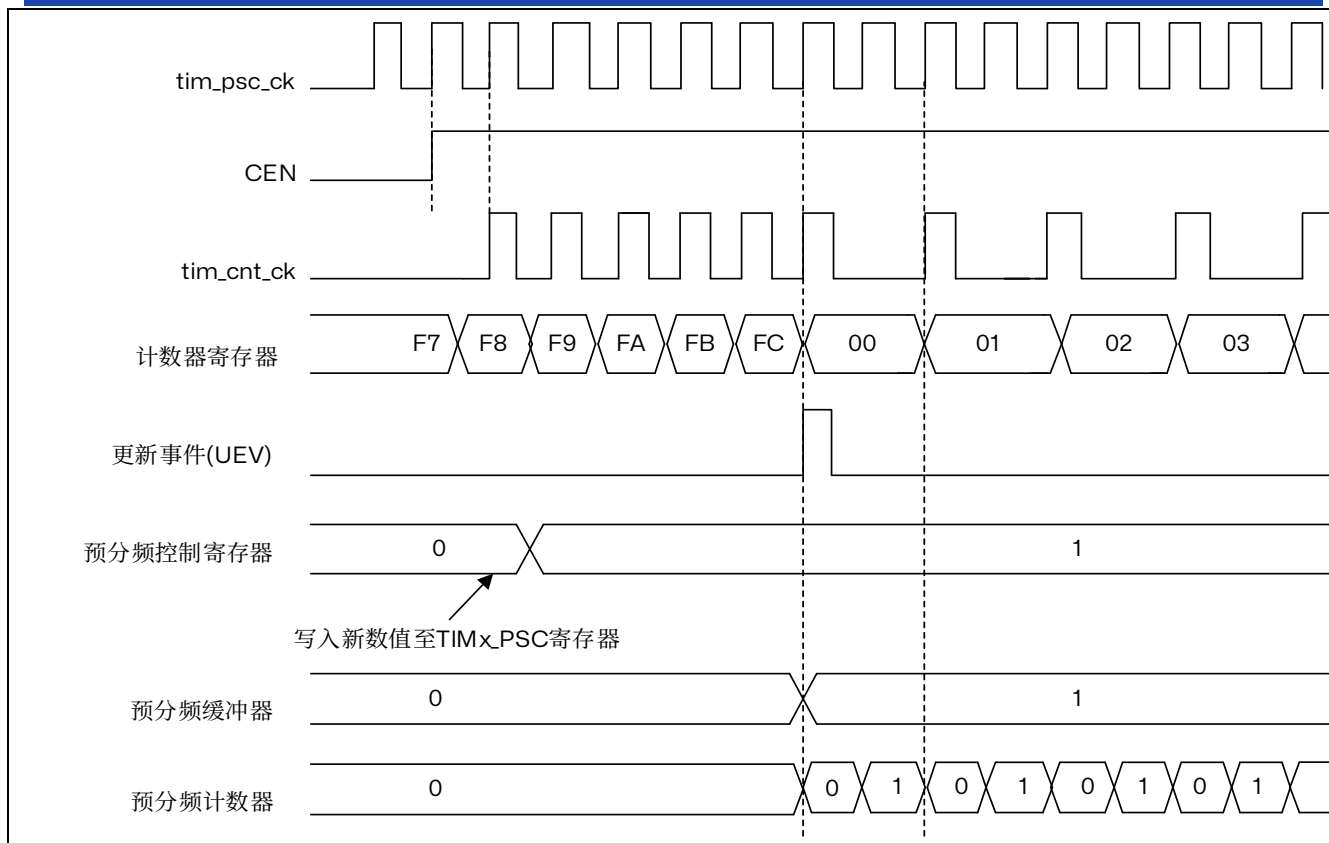 tim_psc_ck
CEN
tim_cnt_ck
计数器寄存器 F7 F8 F9 FA FB FC 00 01 02 03
更新事件(UEV)
预分频控制寄存器 0 1
写入新数值至TIMx_PSC寄存器
预分频缓冲器 0 1
预分频计数器 0 0 1 0 1 0 1 0 1